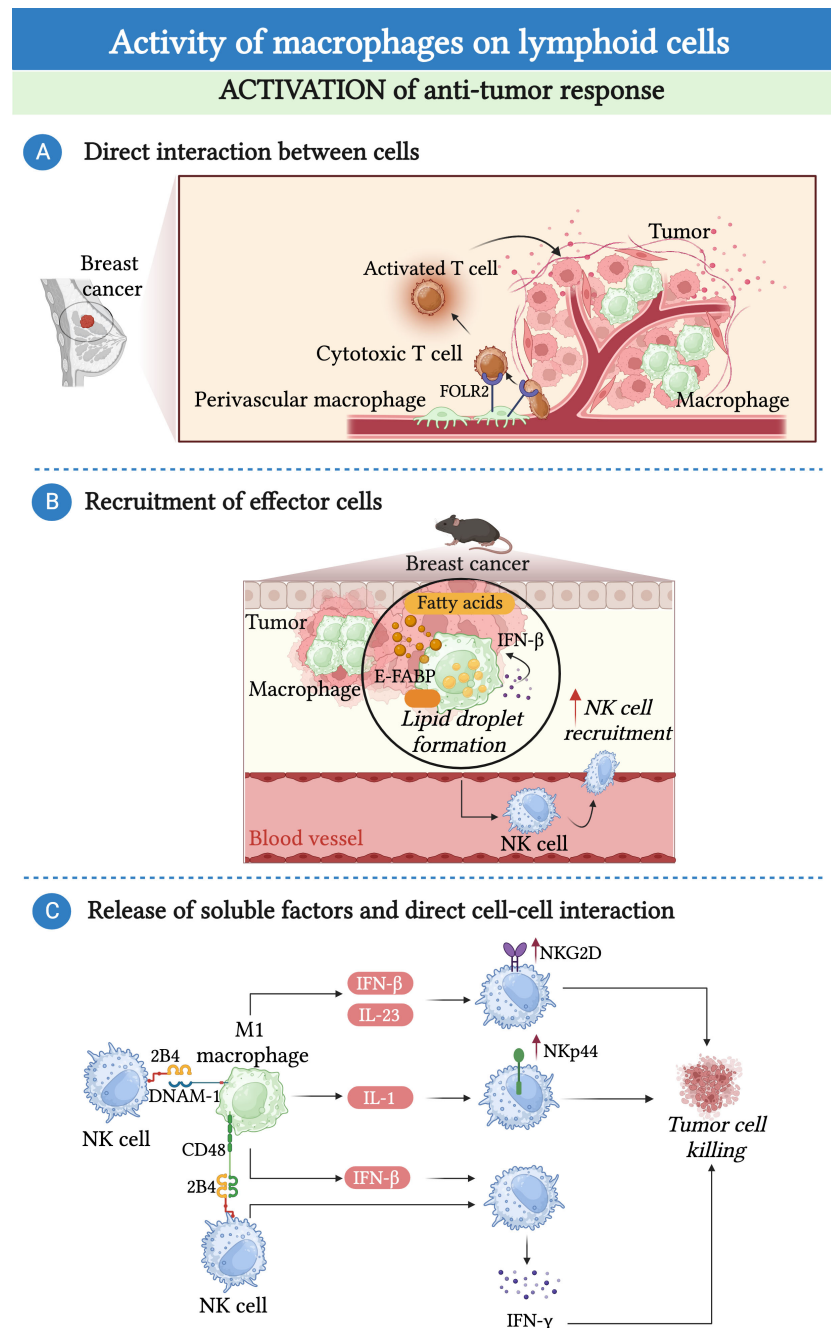 Activity of macrophages on lymphoid cells
ACTIVATION of anti-tumor response
A
Direct interaction between cells
Breast
cancer
Tumor
Activated T cell
Cytotoxic T cell
FOLR2
Perivascular macrophage
Macrophage
B
Recruitment of effector cells
Breast cancer
Fatty acids
Tumor
IFN-β
E-FABP
Macrophage
Lipid droplet
formation
NK cell
recruitment
Blood vessel
NK cell
C
Release of soluble factors and direct cell-cell interaction
NKG2D
IFN-β
IL-23
M1
macrophage
NKp44
2B4
DNAM-1
IL-1
NK cell
Tumor cell
killing
CD48
IFN-β
2B4
NK cell
IFN-γ